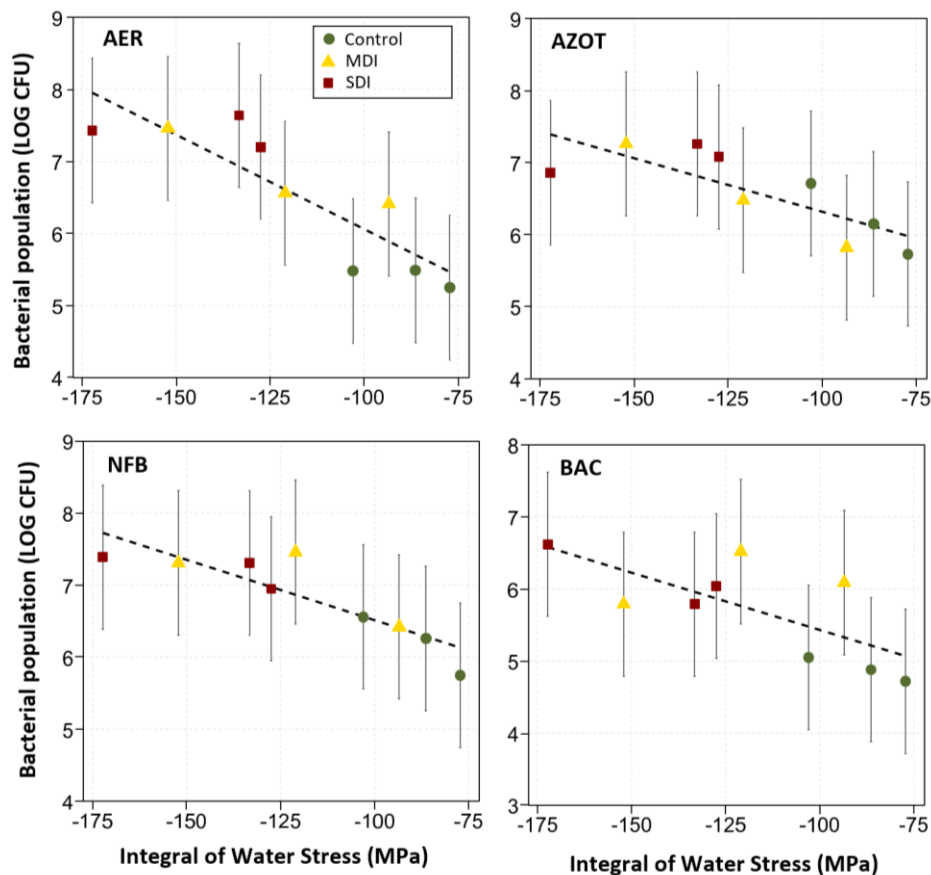 AER
Control
MDI
SDI
Bacterial population (LOG CFU)
9
8
7
6
5
4
-175 -150 -125 -100 -75
AZOT
9
8
7
6
5
4
-175 -150 -125 -100 -75
NFB
Bacterial population (LOG CFU)
9
8
7
6
5
4
-175 -150 -125 -100 -75
Integral of Water Stress (MPa)
BAC
8
7
6
5
4
3
-175 -150 -125 -100 -75
Integral of Water Stress (MPa)